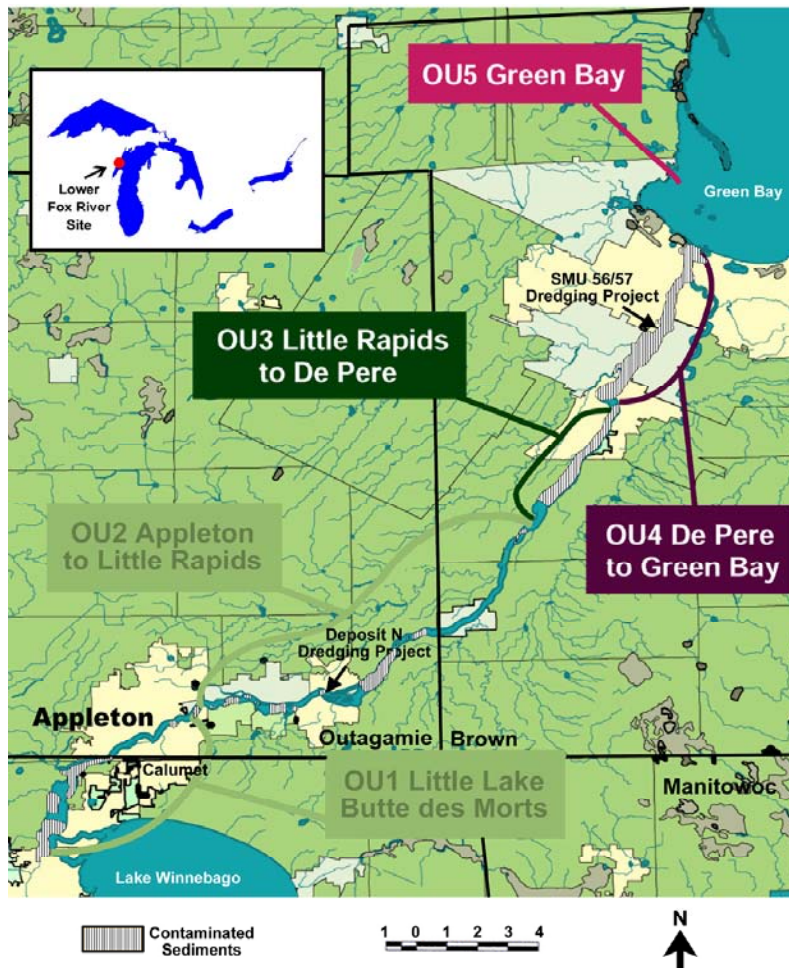 OU5 Green Bay
Lower
Fox River
Site
Green Bay
SMU 56/57
Dredging Project
OU3 Little Rapids
to De Pere
OU2 Appleton
to Little Rapids
OU4 De Pere
to Green Bay
Deposit N
Dredging Project
Appleton
Outagamie
Brown
Calumet
OU1 Little Lake
Butte des Morts
Manitowoc
Lake Winnebago
Contaminated
Sediments
1 0 1 2 3 4
N